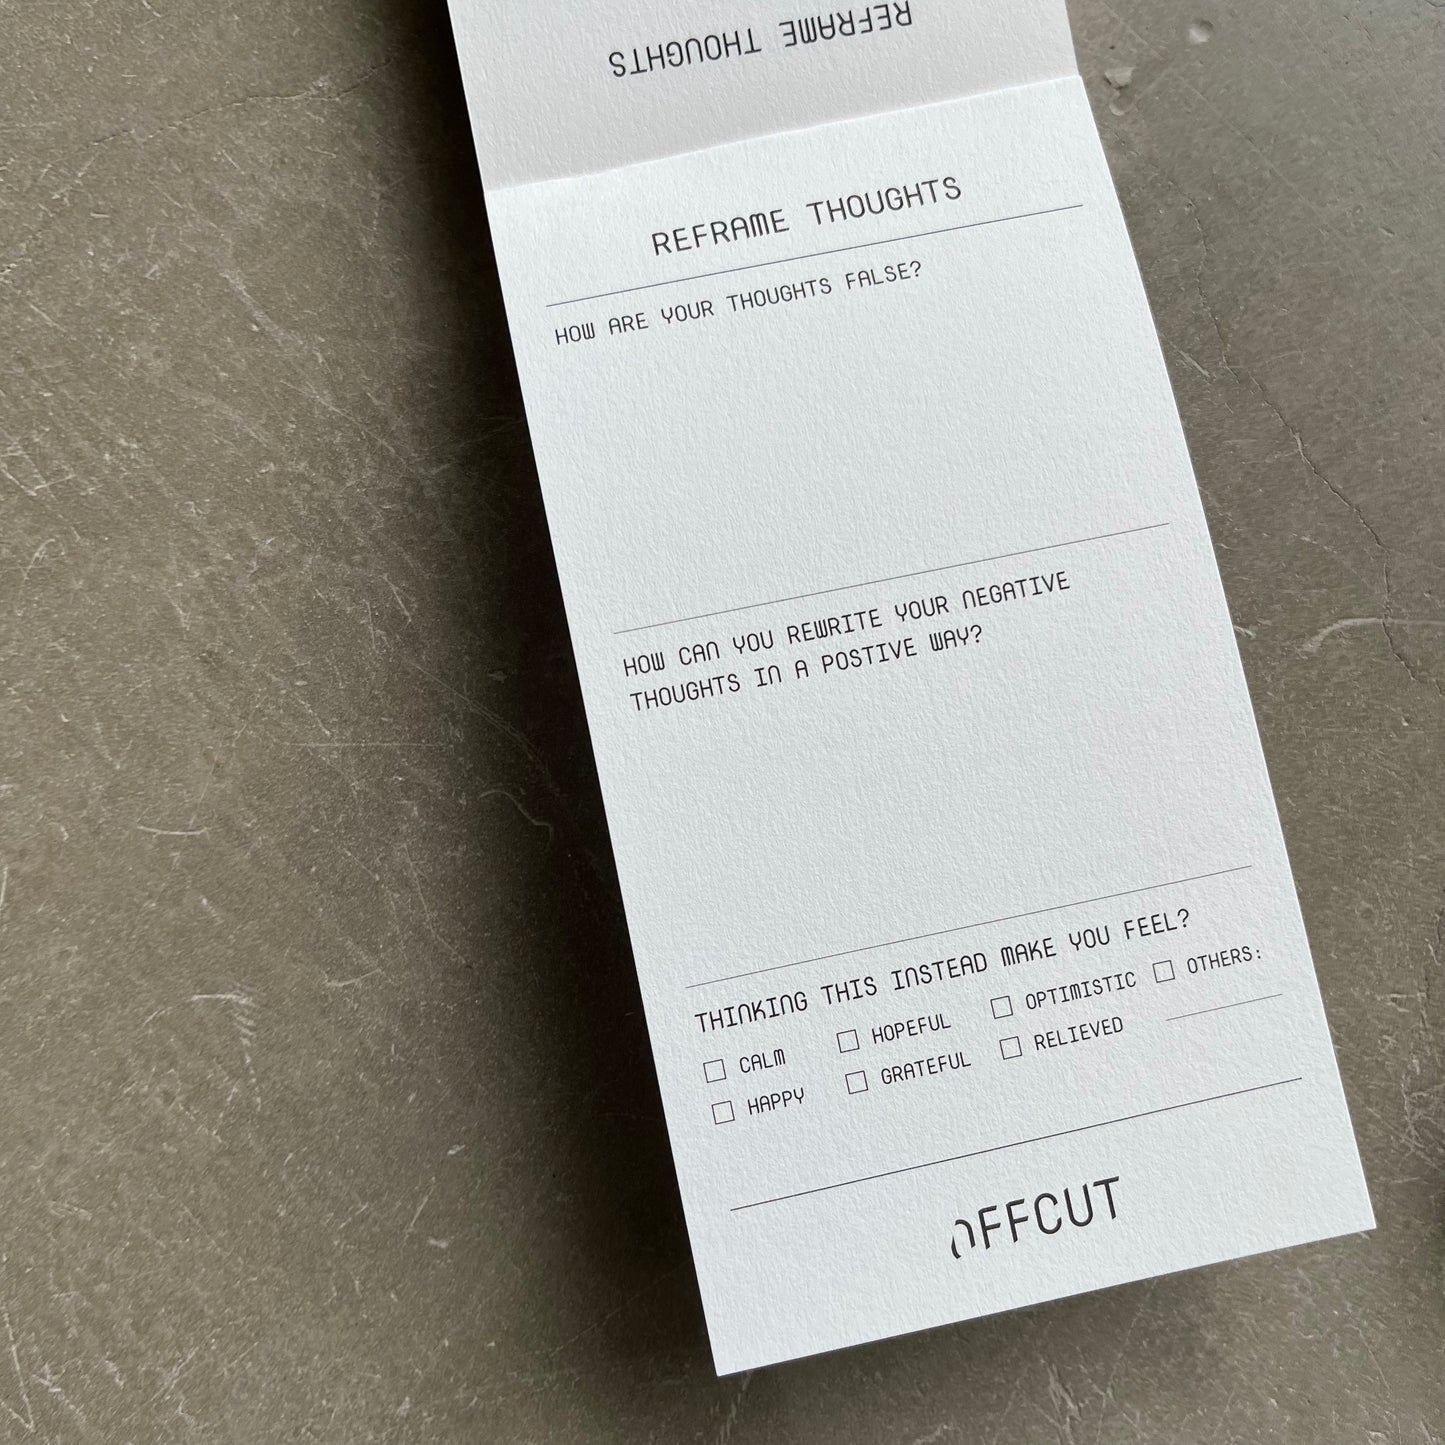 REFRAME THOUGHTS
REFRAME THOUGHTS
HOW ARE YOUR THOUGHTS FALSE?
HOW CAN YOU REWRITE YOUR NEGATIVE
THOUGHTS IN A POSTIVE WAY?
THINKING THIS INSTEAD MAKE YOU FEEL?
CALM HOPEFUL OPTIMISTIC OTHERS:
HAPPY GRATEFUL RELIEVED
OFFCUT